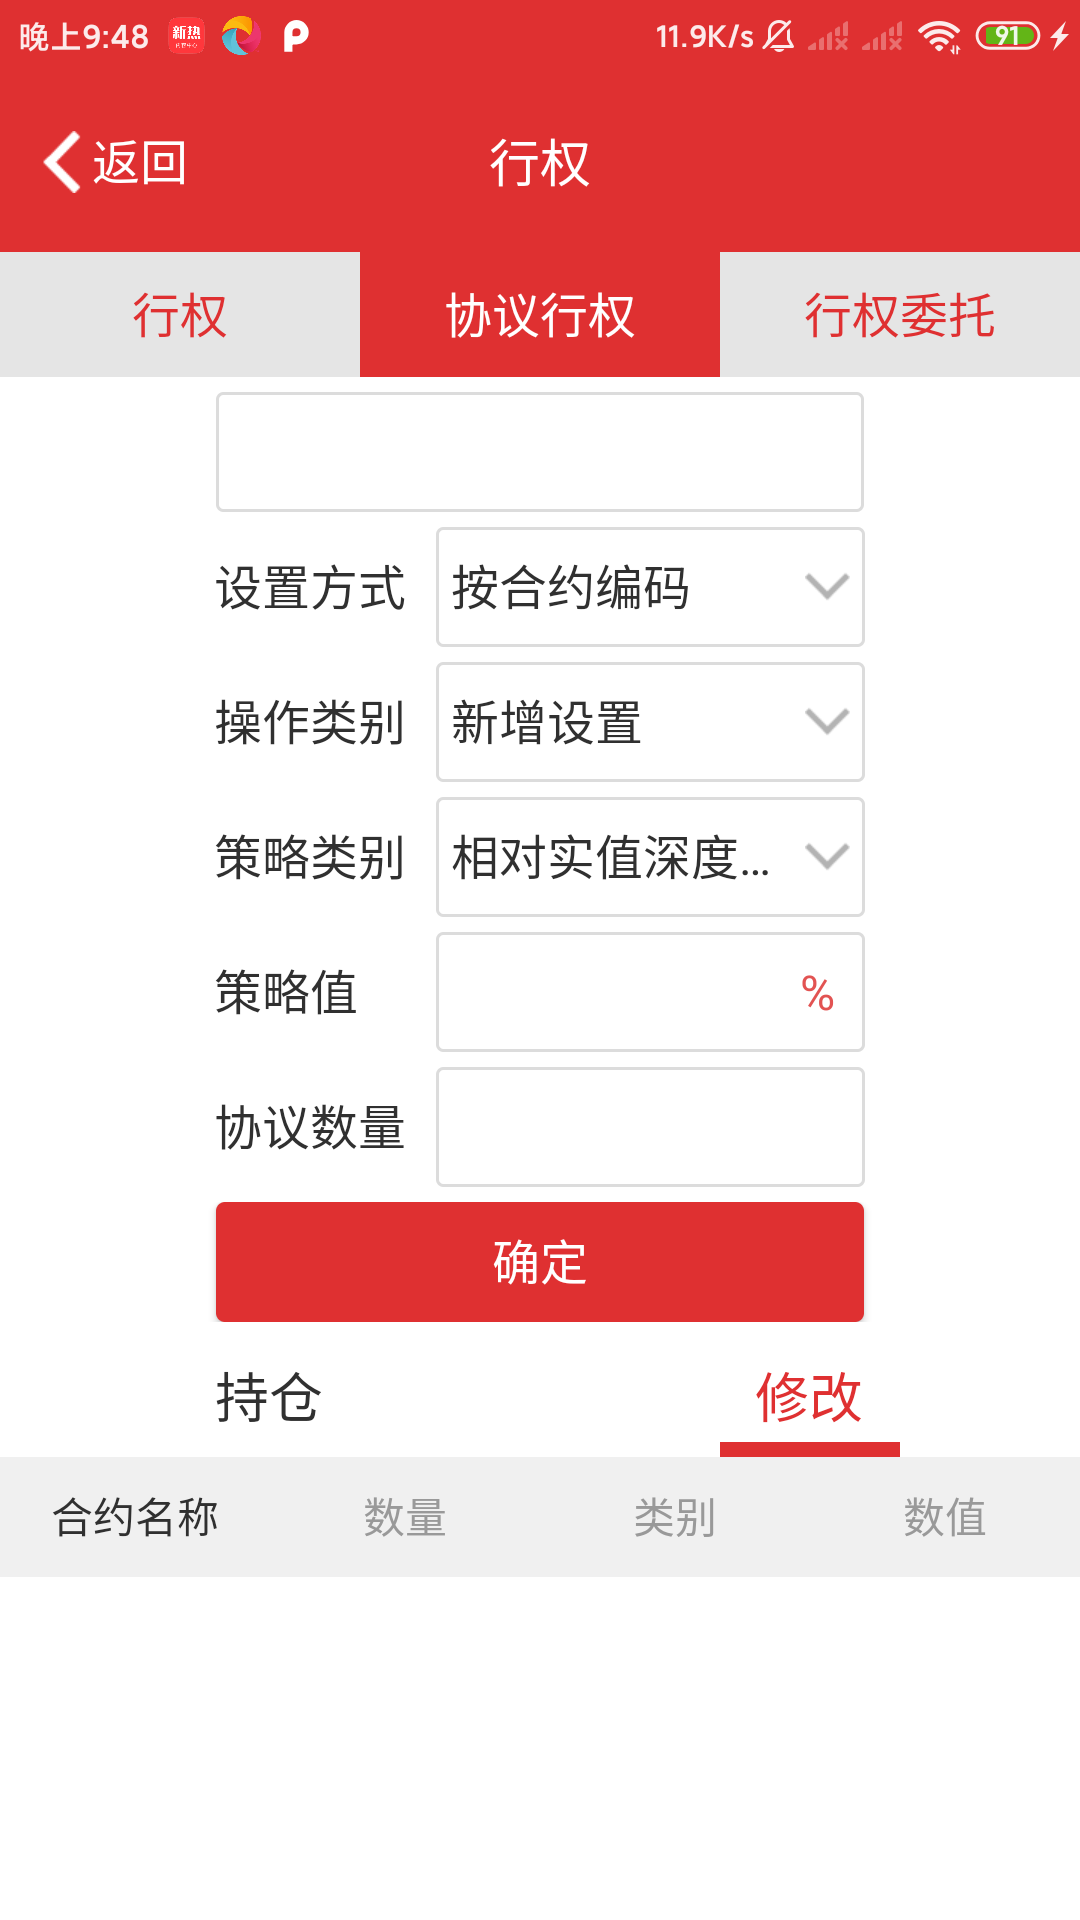 晚上9:48 新热 P 11.9K/s 91
返回 行权
行权 协议行权 行权委托
设置方式 按合约编码
操作类别 新增设置
策略类别 相对实值深度...
策略值 %
协议数量
确定
持仓 修改
合约名称 数量 类别 数值